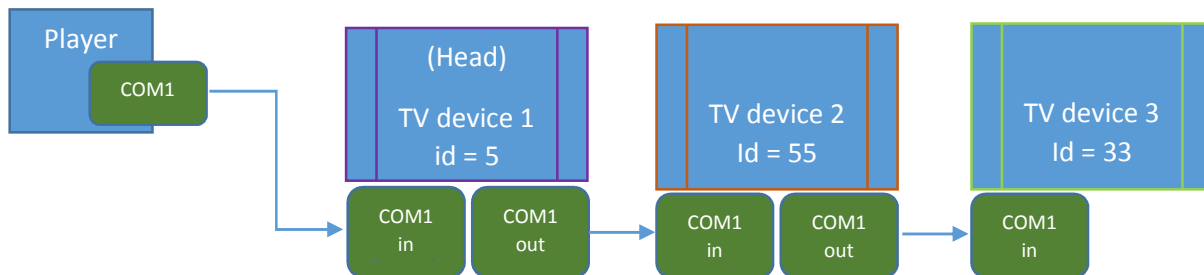 Player
COM1
(Head)
TV device 1
id = 5
COM1
in
COM1
out
TV device 2
Id = 55
COM1
in
COM1
out
TV device 3
Id = 33
COM1
in